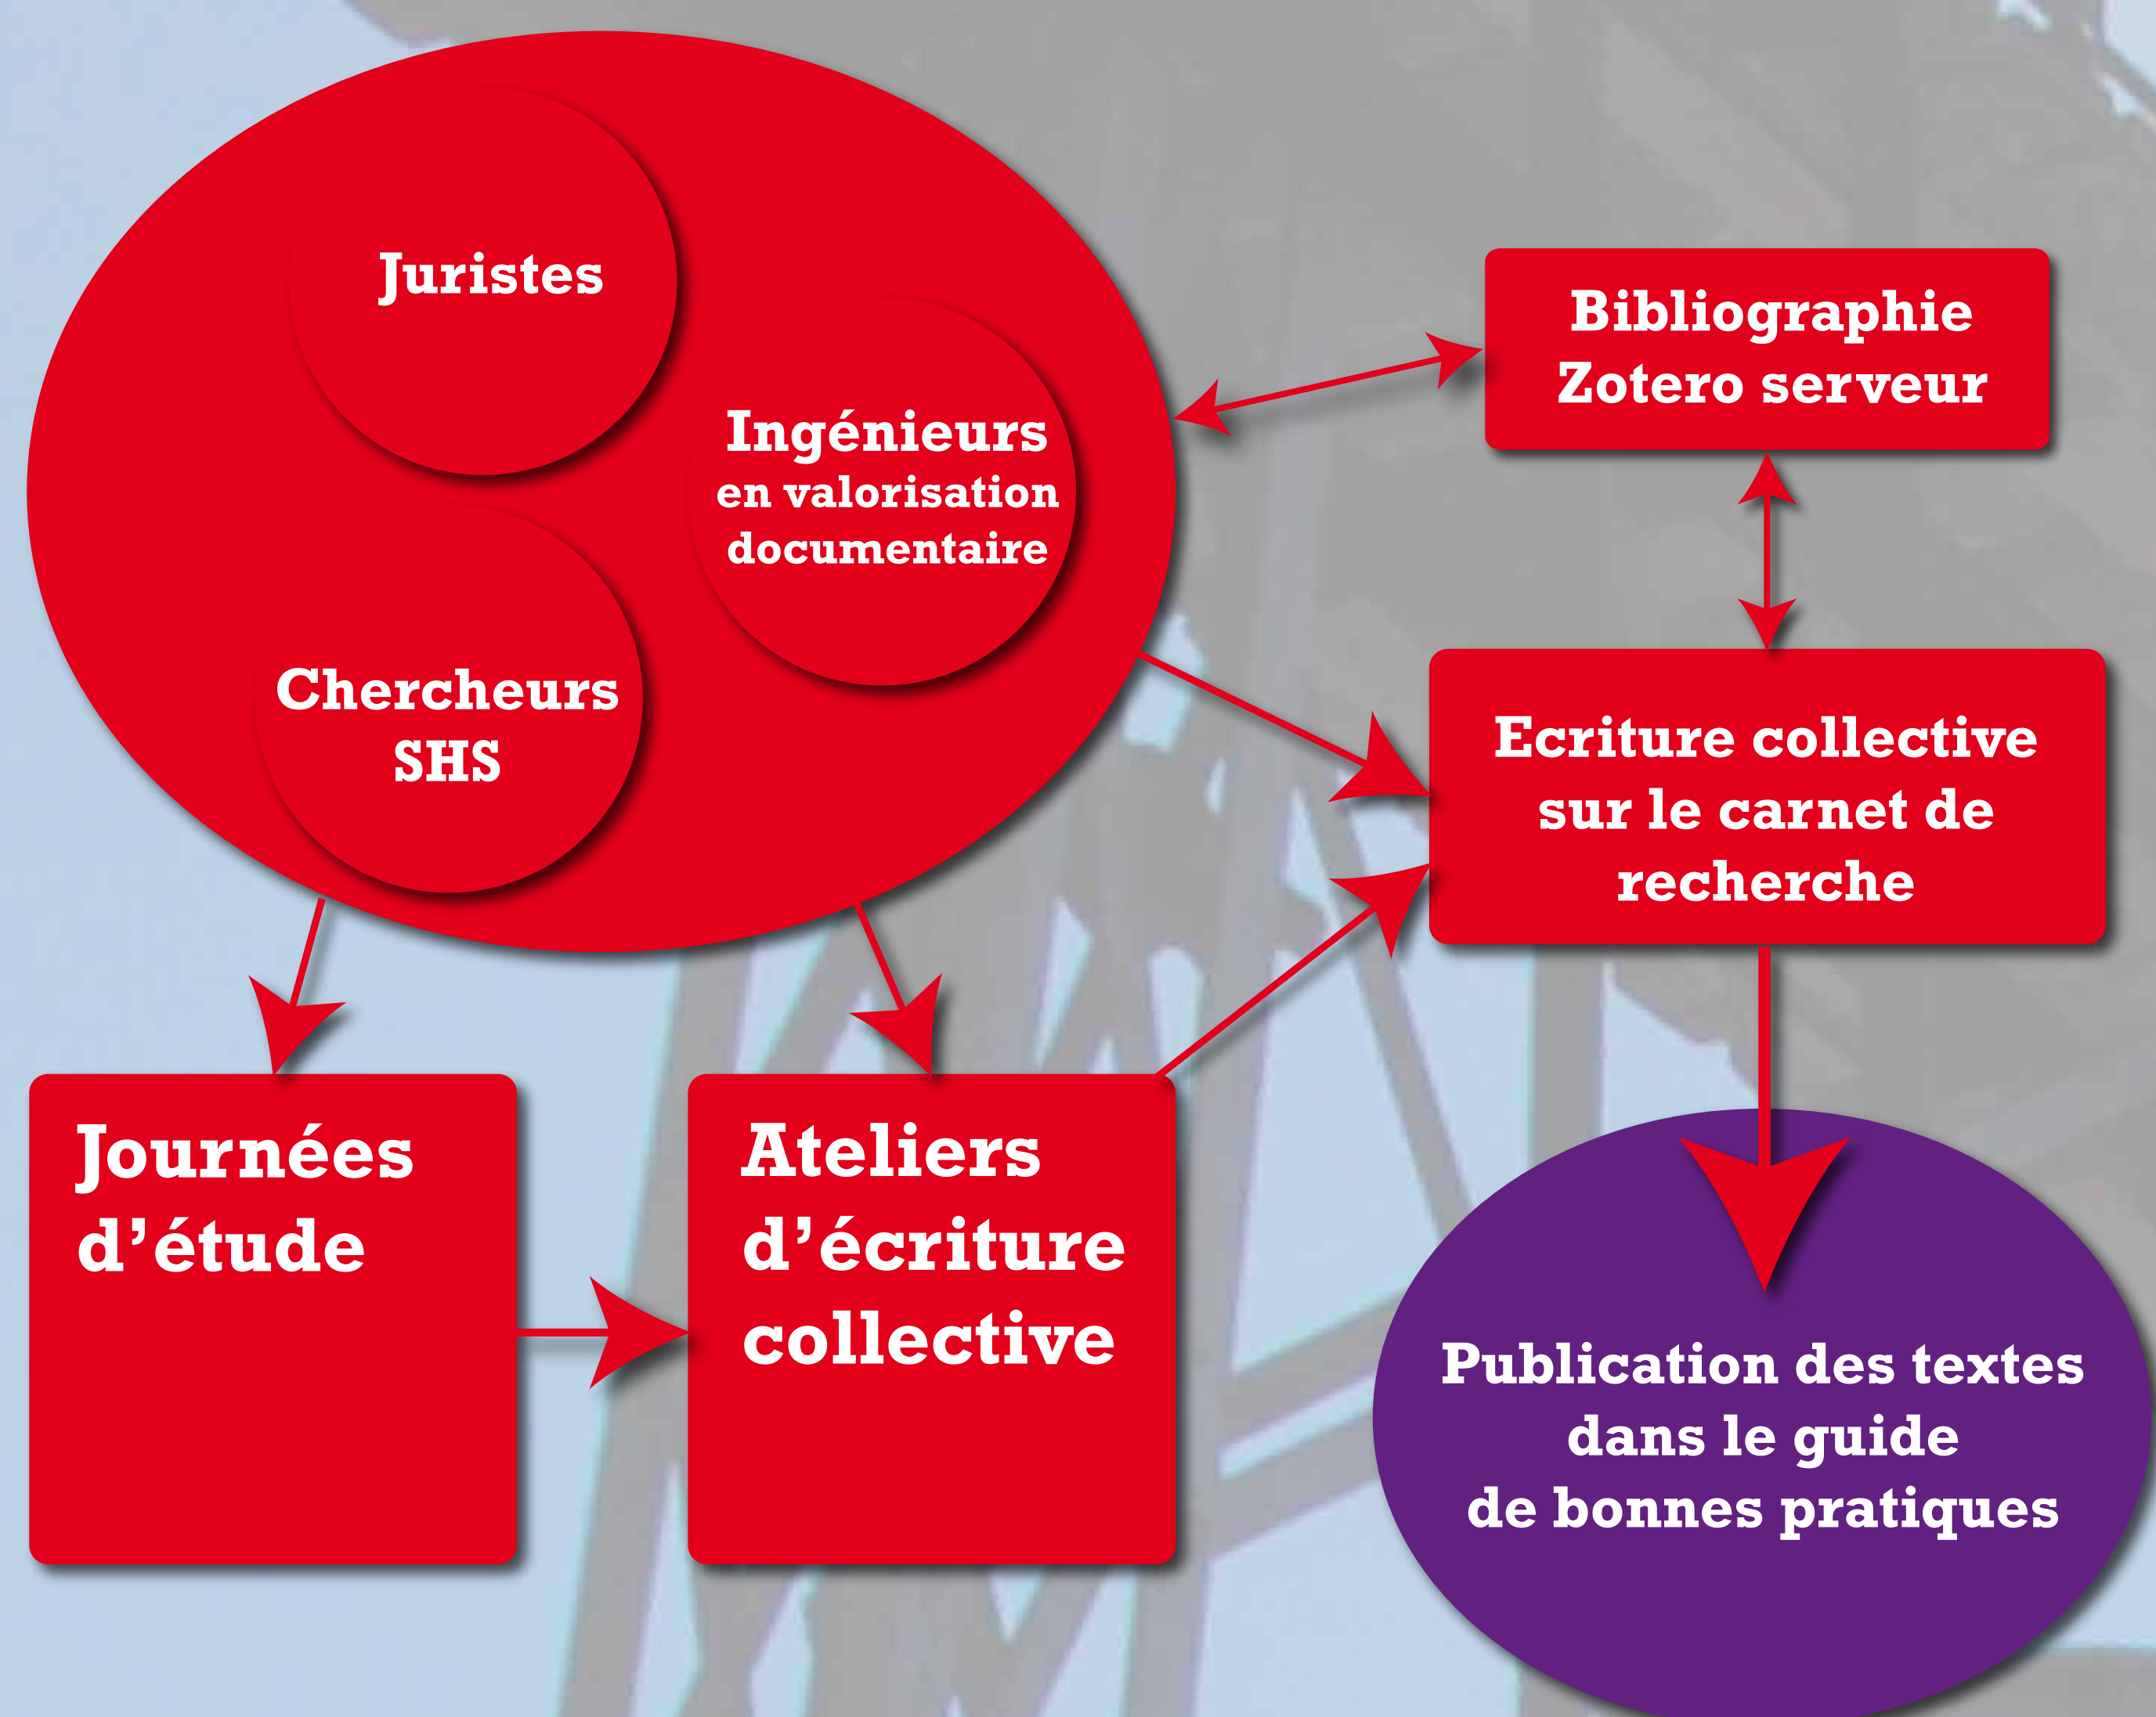 Juristes
Ingénieurs
en valorisation
documentaire
Chercheurs
SHS
Bibliographie
Zotero serveur
Ecriture collective
sur le carnet de
recherche
Journées
d'étude
Ateliers
d'écriture
collective
Publication des textes
dans le guide
de bonnes pratiques